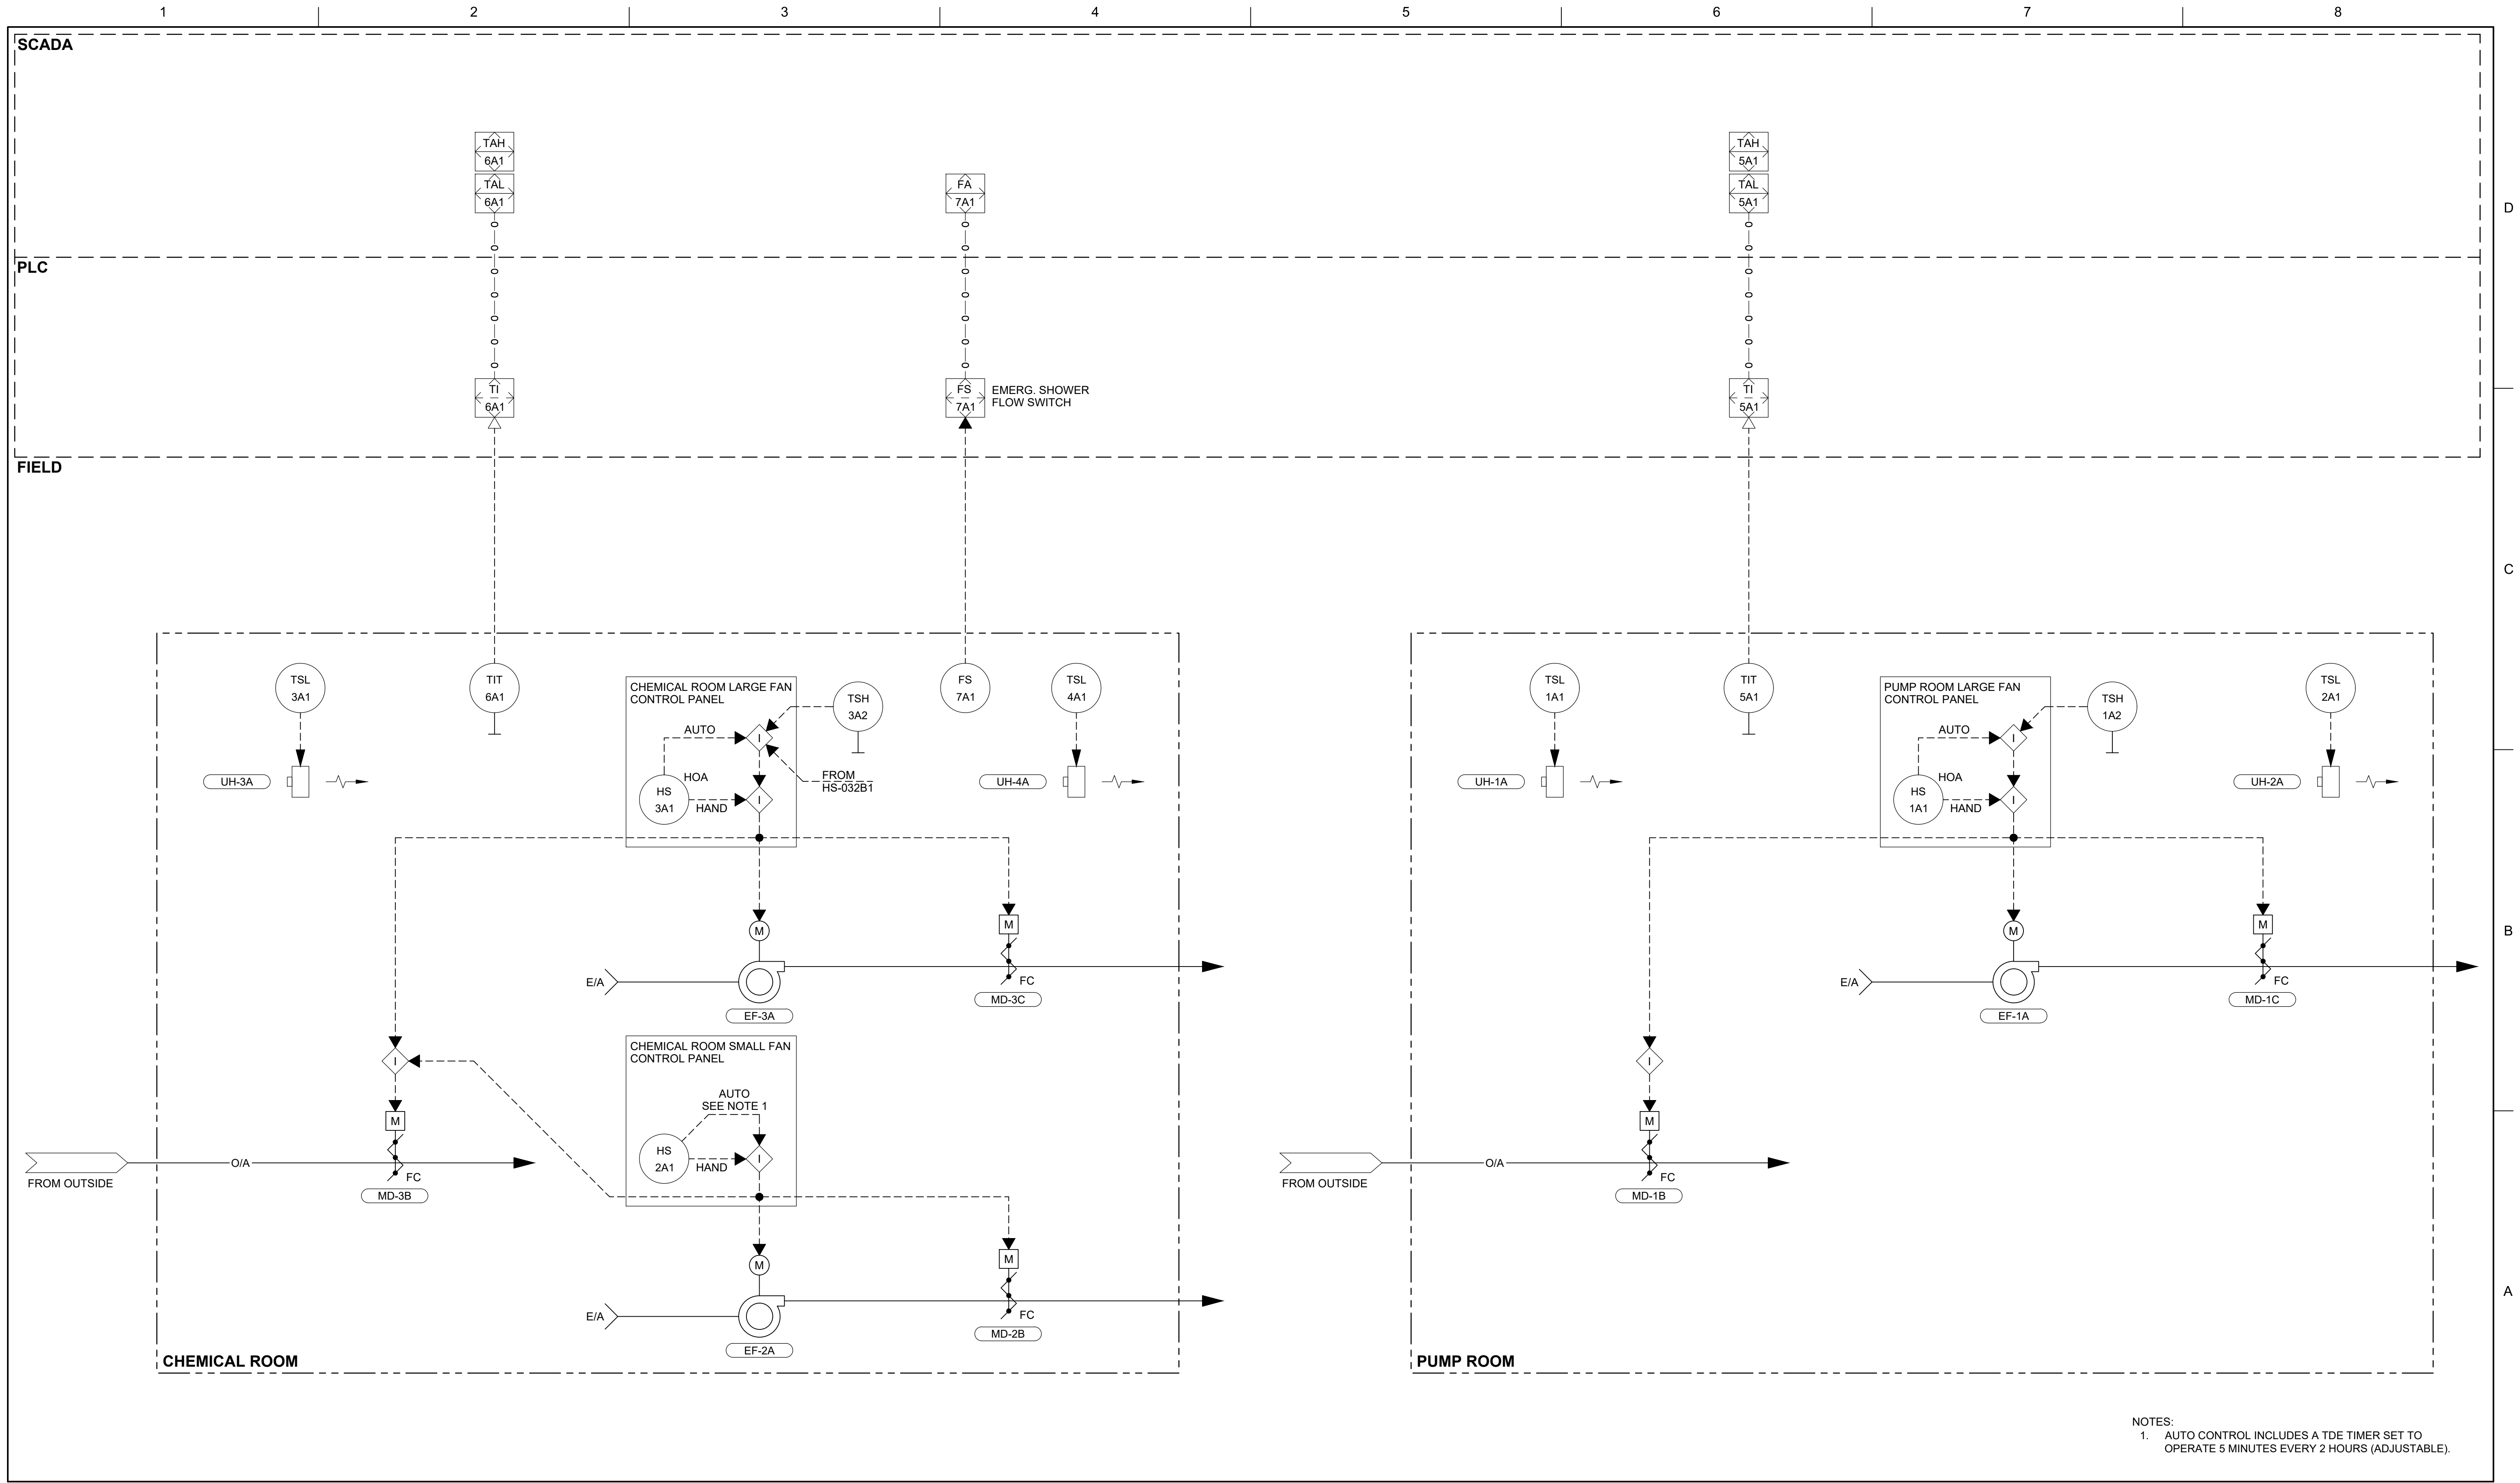 1 2 3 4 5 6 7 8
SCADA
TAH
6A1
TAL
6A1
FA
7A1
TAH
5A1
TAL
5A1
D
PLC
TI
6A1
FS
7A1
EMERG. SHOWER
FLOW SWITCH
TI
5A1
FIELD
C
TSL
3A1
TIT
6A1
CHEMICAL ROOM LARGE FAN
CONTROL PANEL
TSH
3A2
FS
7A1
TSL
4A1
AUTO
I
HOA
HS
3A1
HAND
I
FROM
HS-032B1
UH-3A
UH-4A
M
M
E/A
FC
MD-3C
EF-3A
CHEMICAL ROOM SMALL FAN
CONTROL PANEL
I
AUTO
SEE NOTE 1
M
HS
2A1
HAND
I
O/A
FROM OUTSIDE
FC
MD-3B
M
M
E/A
FC
MD-2B
EF-2A
CHEMICAL ROOM
TSL
1A1
TIT
5A1
PUMP ROOM LARGE FAN
CONTROL PANEL
TSH
1A2
TSL
2A1
AUTO
I
HOA
HS
1A1
HAND
I
UH-1A
UH-2A
M
M
B
E/A
FC
MD-1C
EF-1A
I
M
O/A
FROM OUTSIDE
FC
MD-1B
A
PUMP ROOM
NOTES:
1. AUTO CONTROL INCLUDES A TDE TIMER SET TO
OPERATE 5 MINUTES EVERY 2 HOURS (ADJUSTABLE).